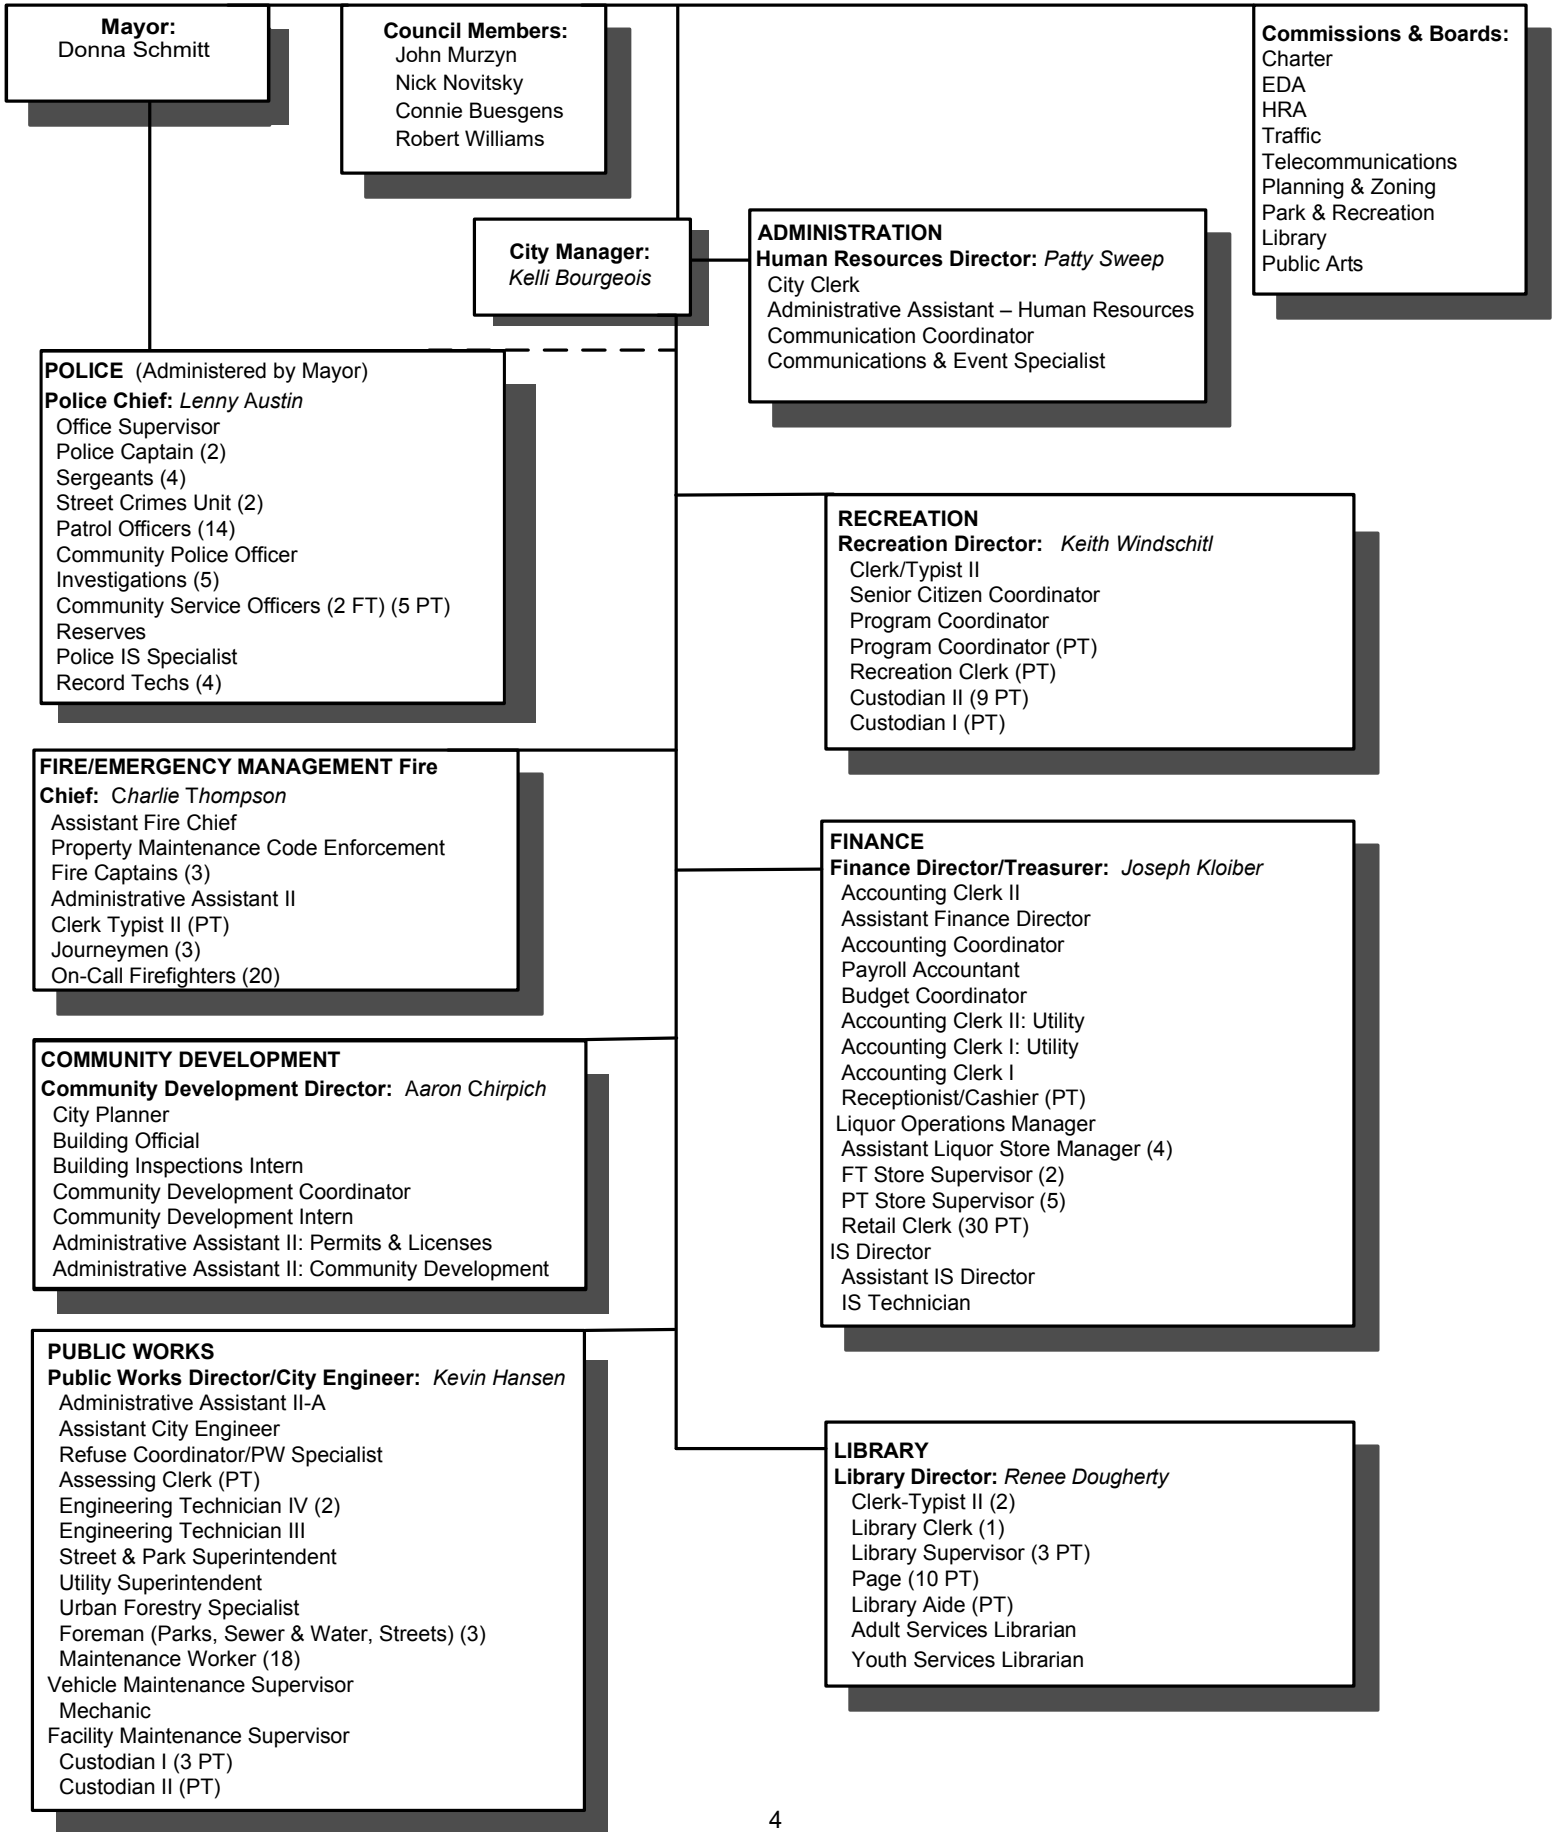 Mayor:
Donna Schmitt
Council Members:
John Murzyn
Nick Novitsky
Connie Buesgens
Robert Williams
Commissions & Boards:
Charter
EDA
HRA
Traffic
Telecommunications
Planning & Zoning
Park & Recreation
Library
Public Arts
City Manager:
Kelli Bourgeois
ADMINISTRATION
Human Resources Director: Patty Sweep
City Clerk
Administrative Assistant – Human Resources
Communication Coordinator
Communications & Event Specialist
POLICE (Administered by Mayor)
Police Chief: Lenny Austin
Office Supervisor
Police Captain (2)
Sergeants (4)
Street Crimes Unit (2)
Patrol Officers (14)
Community Police Officer
Investigations (5)
Community Service Officers (2 FT) (5 PT)
Reserves
Police IS Specialist
Record Techs (4)
RECREATION
Recreation Director: Keith Windschitl
Clerk/Typist II
Senior Citizen Coordinator
Program Coordinator
Program Coordinator (PT)
Recreation Clerk (PT)
Custodian II (9 PT)
Custodian I (PT)
FIRE/EMERGENCY MANAGEMENT Fire
Chief: Charlie Thompson
Assistant Fire Chief
Property Maintenance Code Enforcement
Fire Captains (3)
Administrative Assistant II
Clerk Typist II (PT)
Journeymen (3)
On-Call Firefighters (20)
FINANCE
Finance Director/Treasurer: Joseph Kloiber
Accounting Clerk II
Assistant Finance Director
Accounting Coordinator
Payroll Accountant
Budget Coordinator
Accounting Clerk II: Utility
Accounting Clerk I: Utility
Accounting Clerk I
Receptionist/Cashier (PT)
Liquor Operations Manager
Assistant Liquor Store Manager (4)
FT Store Supervisor (2)
PT Store Supervisor (5)
Retail Clerk (30 PT)
IS Director
Assistant IS Director
IS Technician
COMMUNITY DEVELOPMENT
Community Development Director: Aaron Chirpich
City Planner
Building Official
Building Inspections Intern
Community Development Coordinator
Community Development Intern
Administrative Assistant II: Permits & Licenses
Administrative Assistant II: Community Development
PUBLIC WORKS
Public Works Director/City Engineer: Kevin Hansen
Administrative Assistant II-A
Assistant City Engineer
Refuse Coordinator/PW Specialist
Assessing Clerk (PT)
Engineering Technician IV (2)
Engineering Technician III
Street & Park Superintendent
Utility Superintendent
Urban Forestry Specialist
Foreman (Parks, Sewer & Water, Streets) (3)
Maintenance Worker (18)
Vehicle Maintenance Supervisor
Mechanic
Facility Maintenance Supervisor
Custodian I (3 PT)
Custodian II (PT)
LIBRARY
Library Director: Renee Dougherty
Clerk-Typist II (2)
Library Clerk (1)
Library Supervisor (3 PT)
Page (10 PT)
Library Aide (PT)
Adult Services Librarian
Youth Services Librarian
4